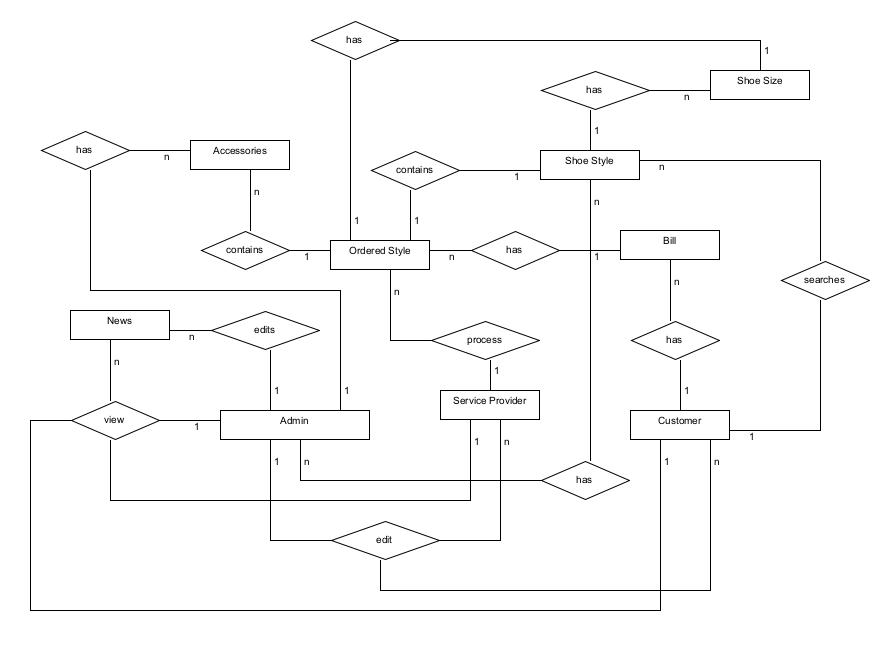 has
1
Shoe Size
has
n
1
has
n
Accessories
contains
1
Shoe Style
n
n
n
1
1
contains
1
Ordered Style
n
has
1
Bill
n
searches
n
News
n
edits
process
has
n
1
1
1
1
Service Provider
view
1
Admin
Customer
1
1
n
1
n
1
n
has
edit